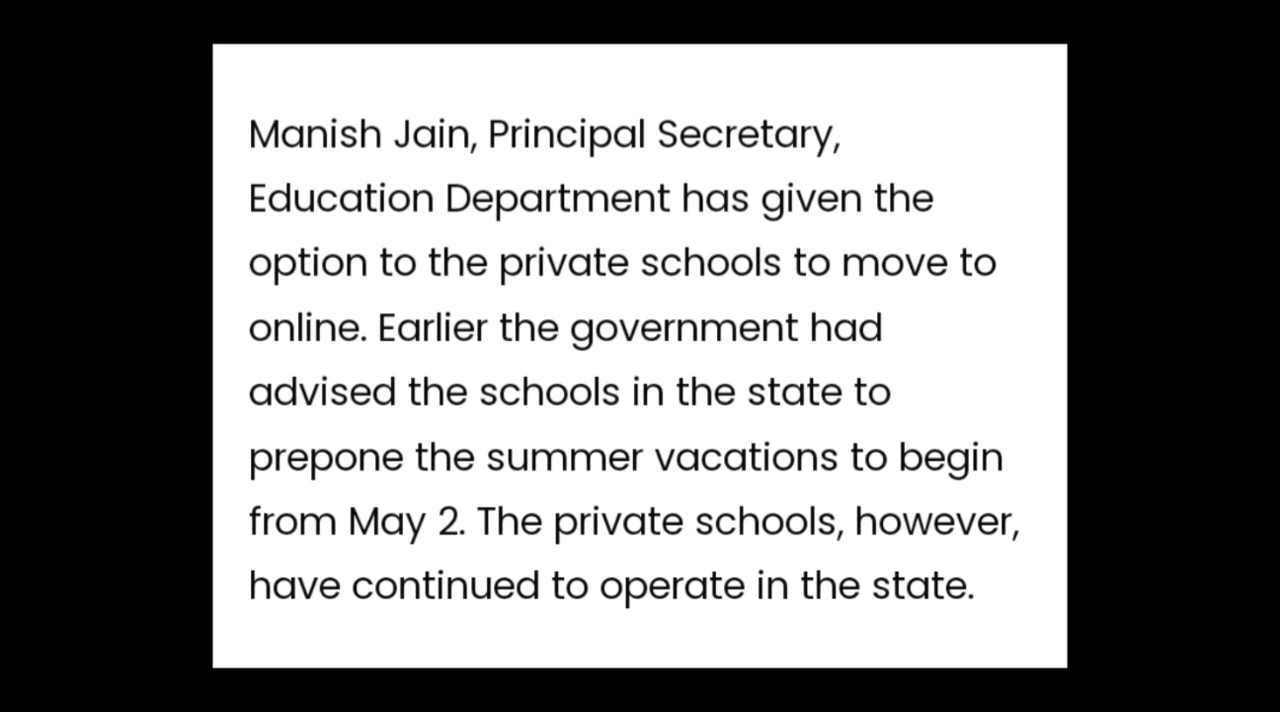 Manish Jain, Principal Secretary,
Education Department has given the
option to the private schools to move to
online. Earlier the government had
advised the schools in the state to
prepone the summer vacations to begin
from May 2. The private schools, however,
have continued to operate in the state.